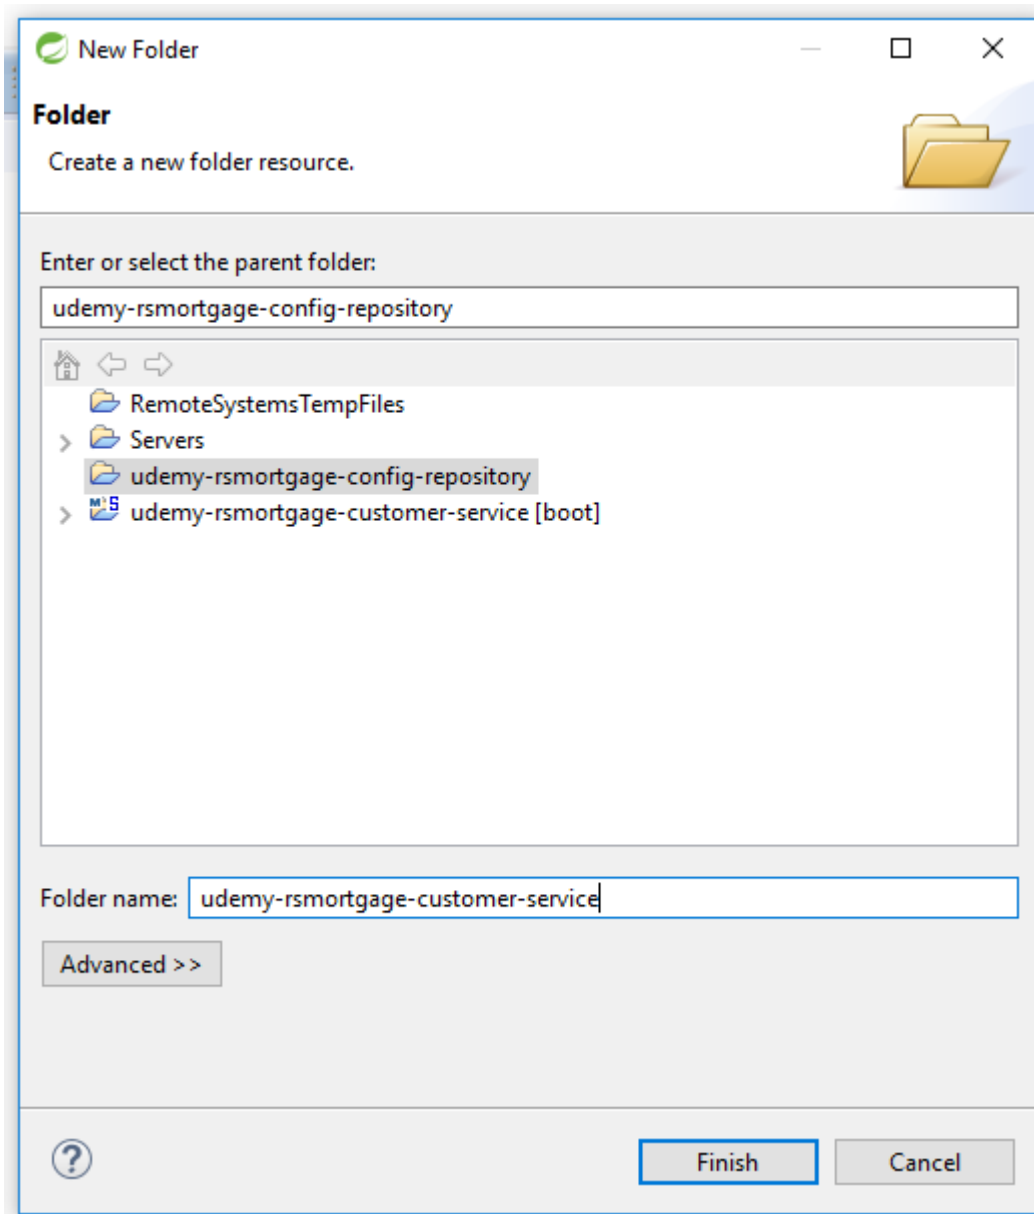 New Folder
Folder
Create a new folder resource.
Enter or select the parent folder:
udemy-rsmortgage-config-repository
RemoteSystemsTempFiles
Servers
udemy-rsmortgage-config-repository
udemy-rsmortgage-customer-service [boot]
Folder name: udemy-rsmortgage-customer-service
Advanced >>
Finish Cancel